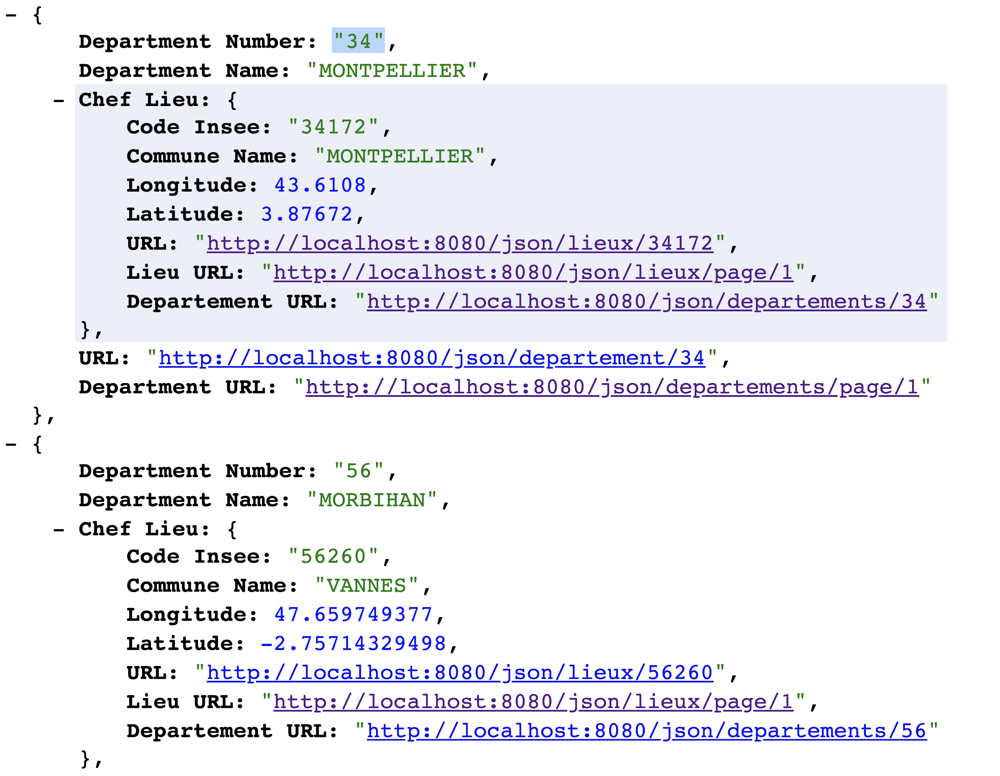 - {
Department Number: "34",
Department Name: "MONTPELLIER",
- Chef Lieu: {
Code Insee: "34172",
Commune Name: "MONTPELLIER",
Longitude: 43.6108,
Latitude: 3.87672,
URL: "http://localhost:8080/json/lieux/34172",
Lieu URL: "http://localhost:8080/json/lieux/page/1",
Departement URL: "http://localhost:8080/json/departements/34"
},
URL: "http://localhost:8080/json/departement/34",
Department URL: "http://localhost:8080/json/departements/page/1"
},
- {
Department Number: "56",
Department Name: "MORBIHAN",
- Chef Lieu: {
Code Insee: "56260",
Commune Name: "VANNES",
Longitude: 47.659749377,
Latitude: -2.75714329498,
URL: "http://localhost:8080/json/lieux/56260",
Lieu URL: "http://localhost:8080/json/lieux/page/1",
Departement URL: "http://localhost:8080/json/departements/56"
},